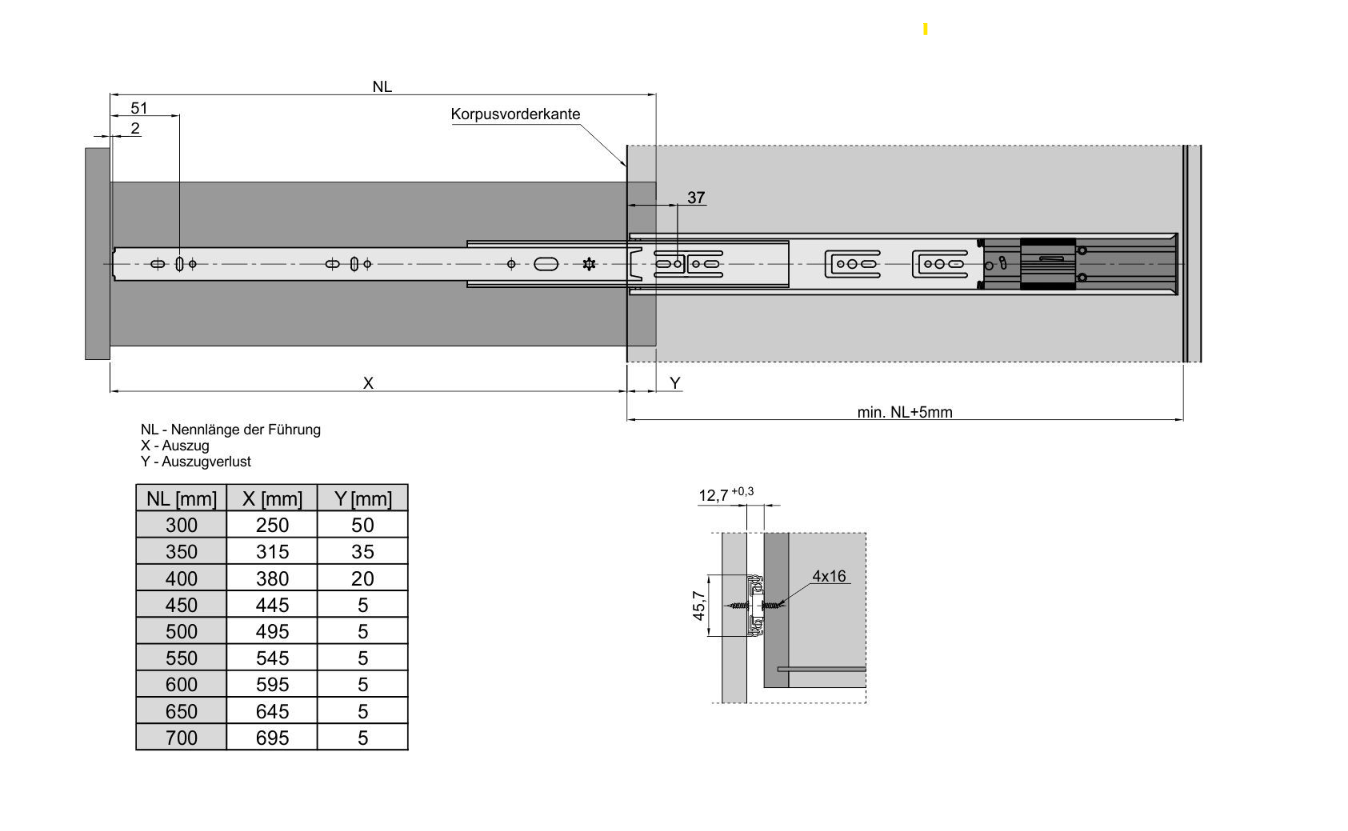 NL
51
Korpusvorderkante
2
37
X
Y
min. NL+5mm
NL - Nennlänge der Führung
X - Auszug
Y - Auszugverlust
NL [mm] X [mm] Y [mm]
300 250 50
350 315 35
400 380 20
450 445 5
500 495 5
550 545 5
600 595 5
650 645 5
700 695 5
12,7 +0,3
4x16
45,7